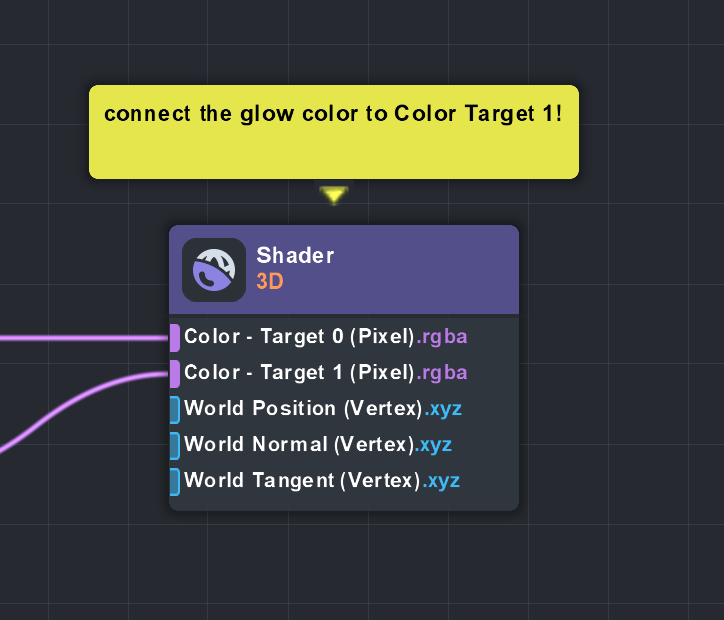 connect the glow color to Color Target 1!
Shader
3D
Color - Target 0 (Pixel).rgba
Color - Target 1 (Pixel).rgba
World Position (Vertex).xyz
World Normal (Vertex).xyz
World Tangent (Vertex).xyz